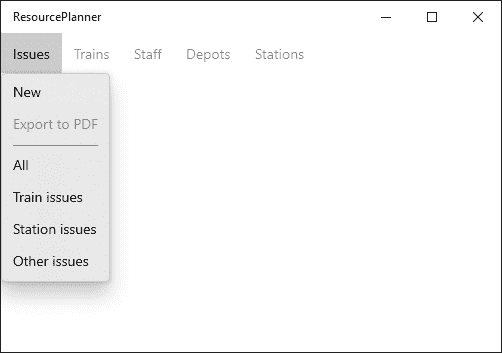 ResourcePlanner
Issues Trains Staff Depots Stations
New
Export to PDF
All
Train issues
Station issues
Other issues